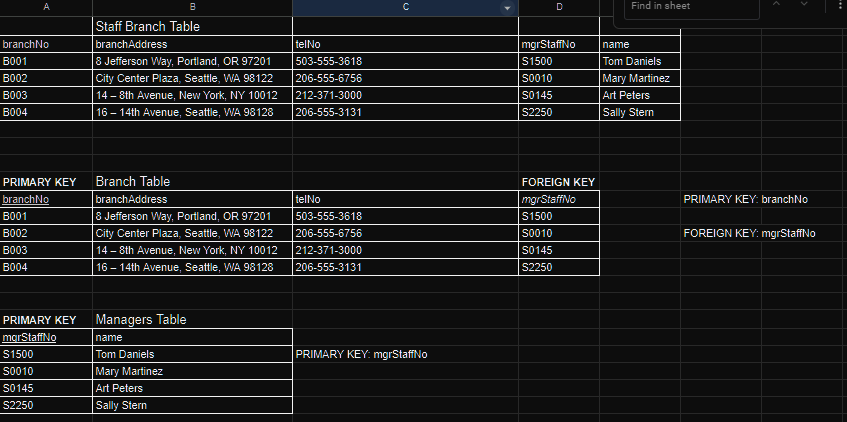 A B C D
Find in sheet
Staff Branch Table
branchNo branchAddress telNo mgrStaffNo name
B001 8 Jefferson Way, Portland, OR 97201 503-555-3618 S1500 Tom Daniels
B002 City Center Plaza, Seattle, WA 98122 206-555-6756 S0010 Mary Martinez
B003 14 – 8th Avenue, New York, NY 10012 212-371-3000 S0145 Art Peters
B004 16 – 14th Avenue, Seattle, WA 98128 206-555-3131 S2250 Sally Stern
PRIMARY KEY Branch Table FOREIGN KEY
branchNo branchAddress telNo mgrStaffNo PRIMARY KEY: branchNo
B001 8 Jefferson Way, Portland, OR 97201 503-555-3618 S1500
B002 City Center Plaza, Seattle, WA 98122 206-555-6756 S0010 FOREIGN KEY: mgrStaffNo
B003 14 – 8th Avenue, New York, NY 10012 212-371-3000 S0145
B004 16 – 14th Avenue, Seattle, WA 98128 206-555-3131 S2250
PRIMARY KEY Managers Table
mgrStaffNo name
S1500 Tom Daniels PRIMARY KEY: mgrStaffNo
S0010 Mary Martinez
S0145 Art Peters
S2250 Sally Stern